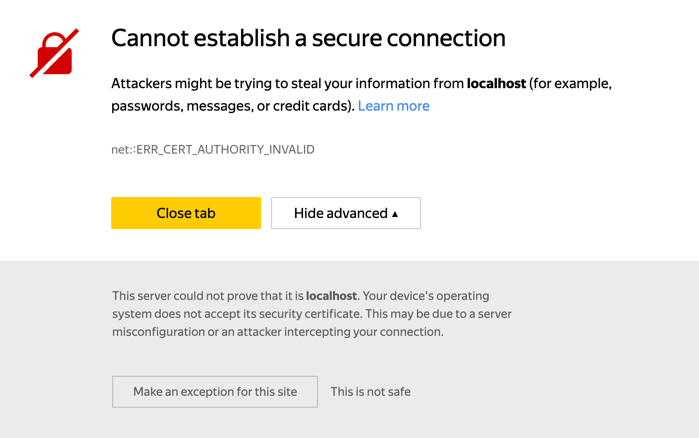 Cannot establish a secure connection
Attackers might be trying to steal your information from localhost (for example,
passwords, messages, or credit cards). Learn more
net::ERR_CERT_AUTHORITY_INVALID
Close tab
Hide advanced ▴
This server could not prove that it is localhost. Your device's operating
system does not accept its security certificate. This may be due to a server
misconfiguration or an attacker intercepting your connection.
Make an exception for this site
This is not safe